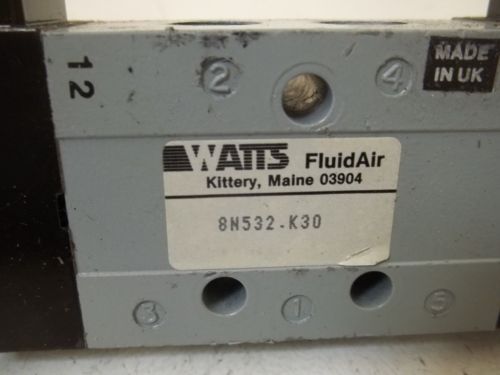 12
2
4
MADE
IN UK
WATTS FluidAir
Kittery, Maine 03904
8N532.K30
3
1
5